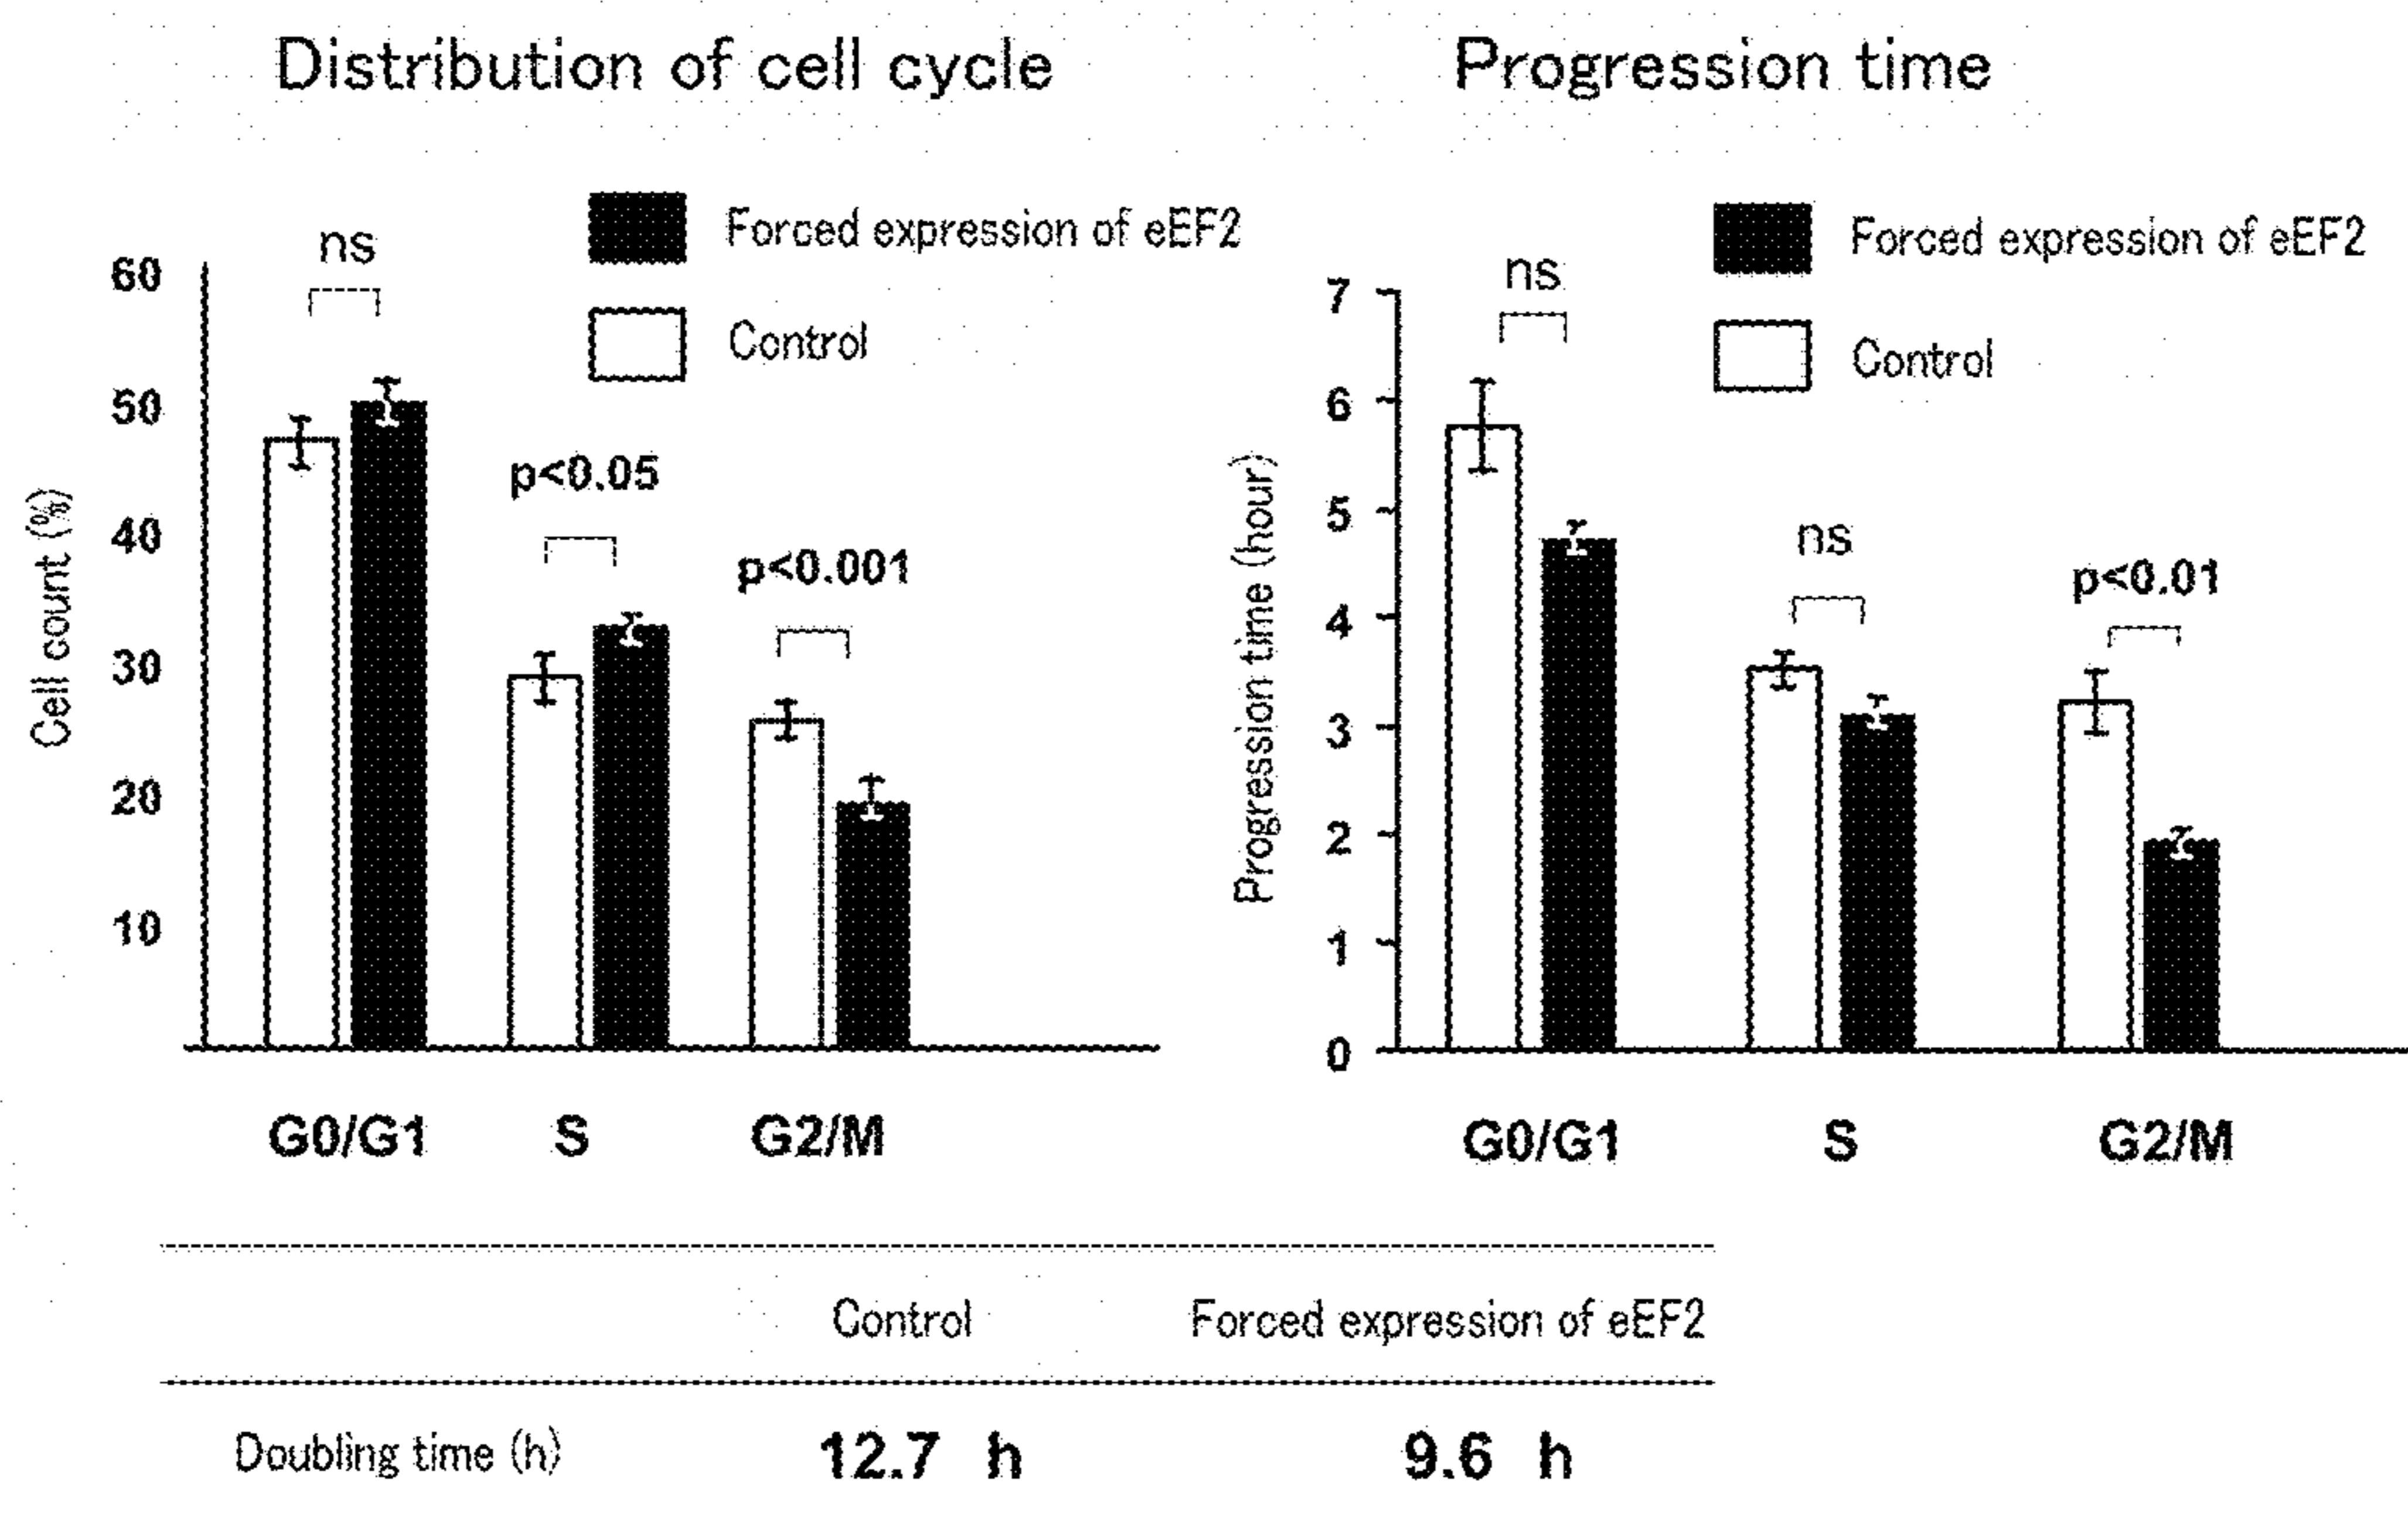 Distribution of cell cycle
Forced expression of eEF2
Control
ns
p<0.05
p<0.001
Cell count (%)
60
50
40
30
20
10
G0/G1 S G2/M
Progression time
Forced expression of eEF2
Control
ns
ns
p<0.01
Progression time (hour)
7
6
5
4
3
2
1
0
G0/G1 S G2/M
Control Forced expression of eEF2
Doubling time (h) 12.7 h 9.6 h